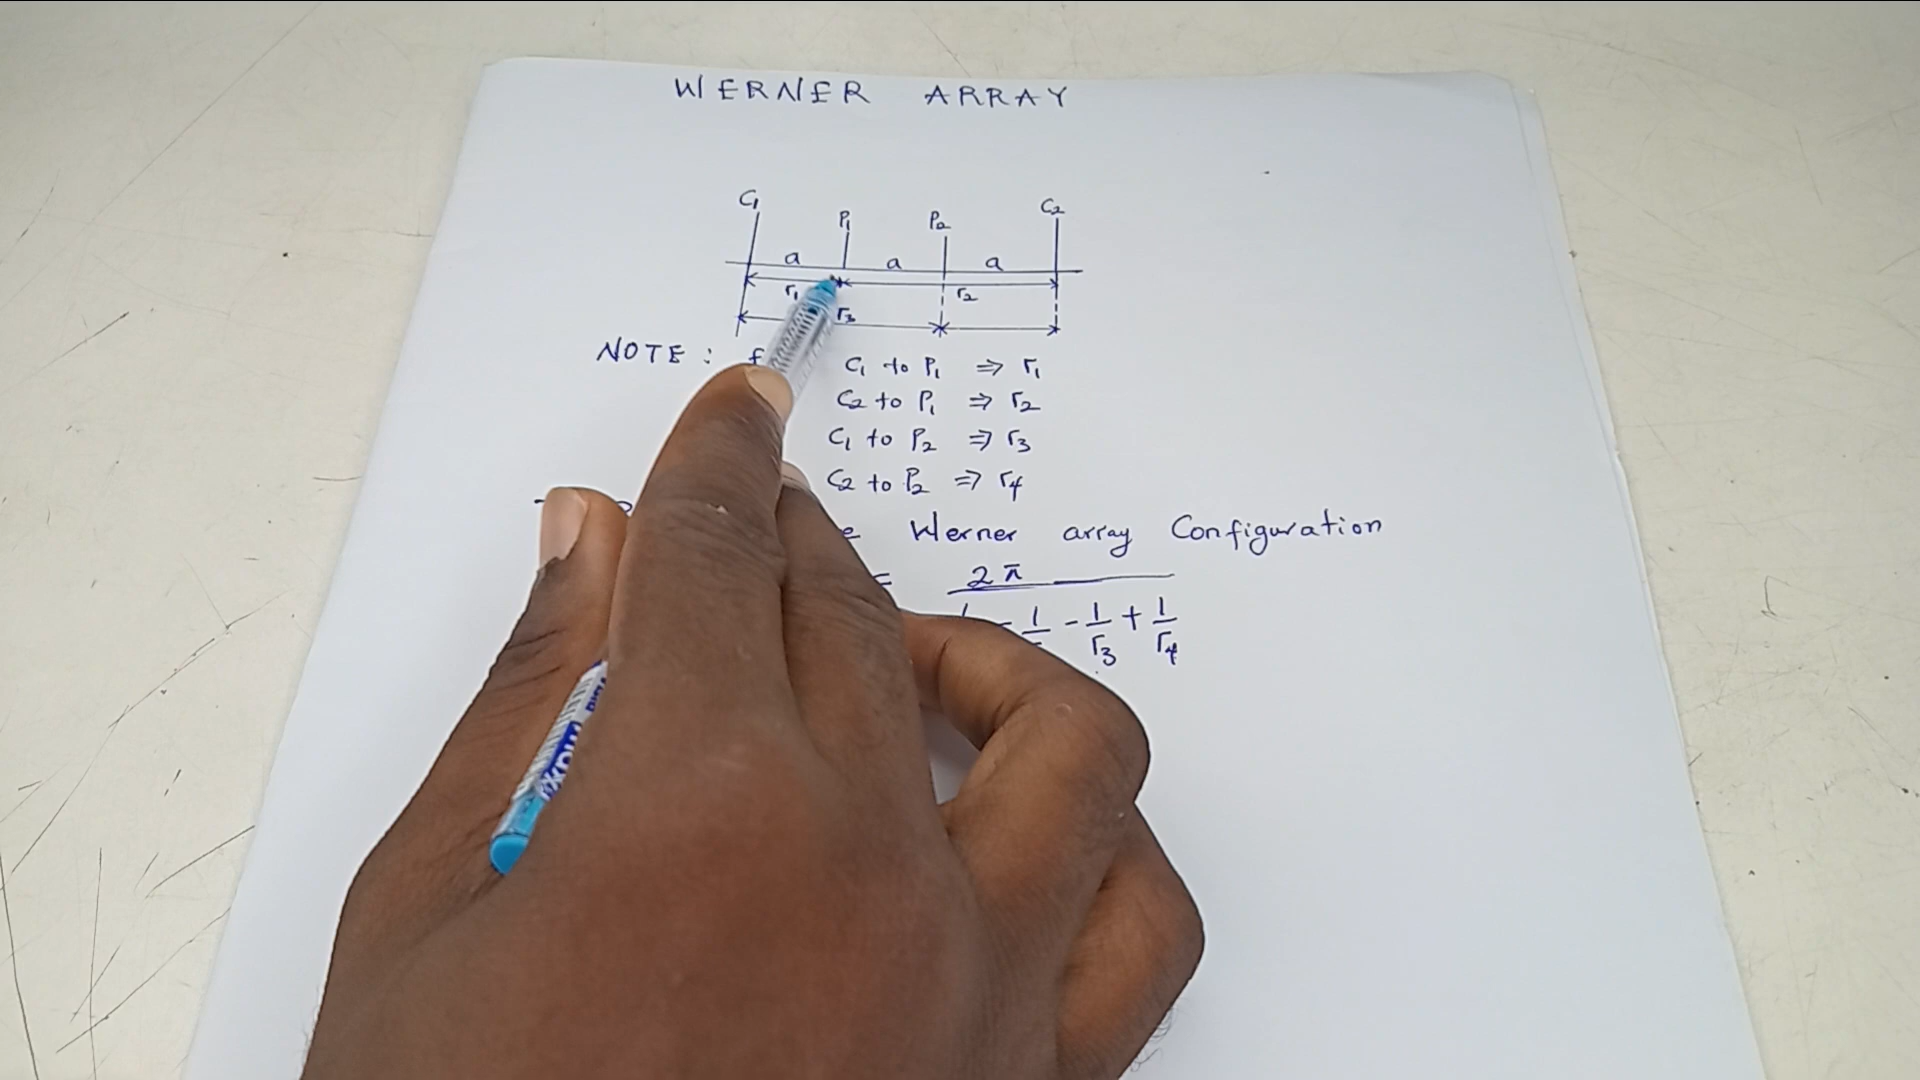 WERNER ARRAY
C1 P1 P2 C2
a a a
r1 r2
r3
NOTE: C1 to P1 ⇒ r1
C2 to P1 ⇒ r2
C1 to P2 ⇒ r3
C2 to P2 ⇒ r4
Werner array Configuration
= 2π
1 - 1/r3 + 1/r4